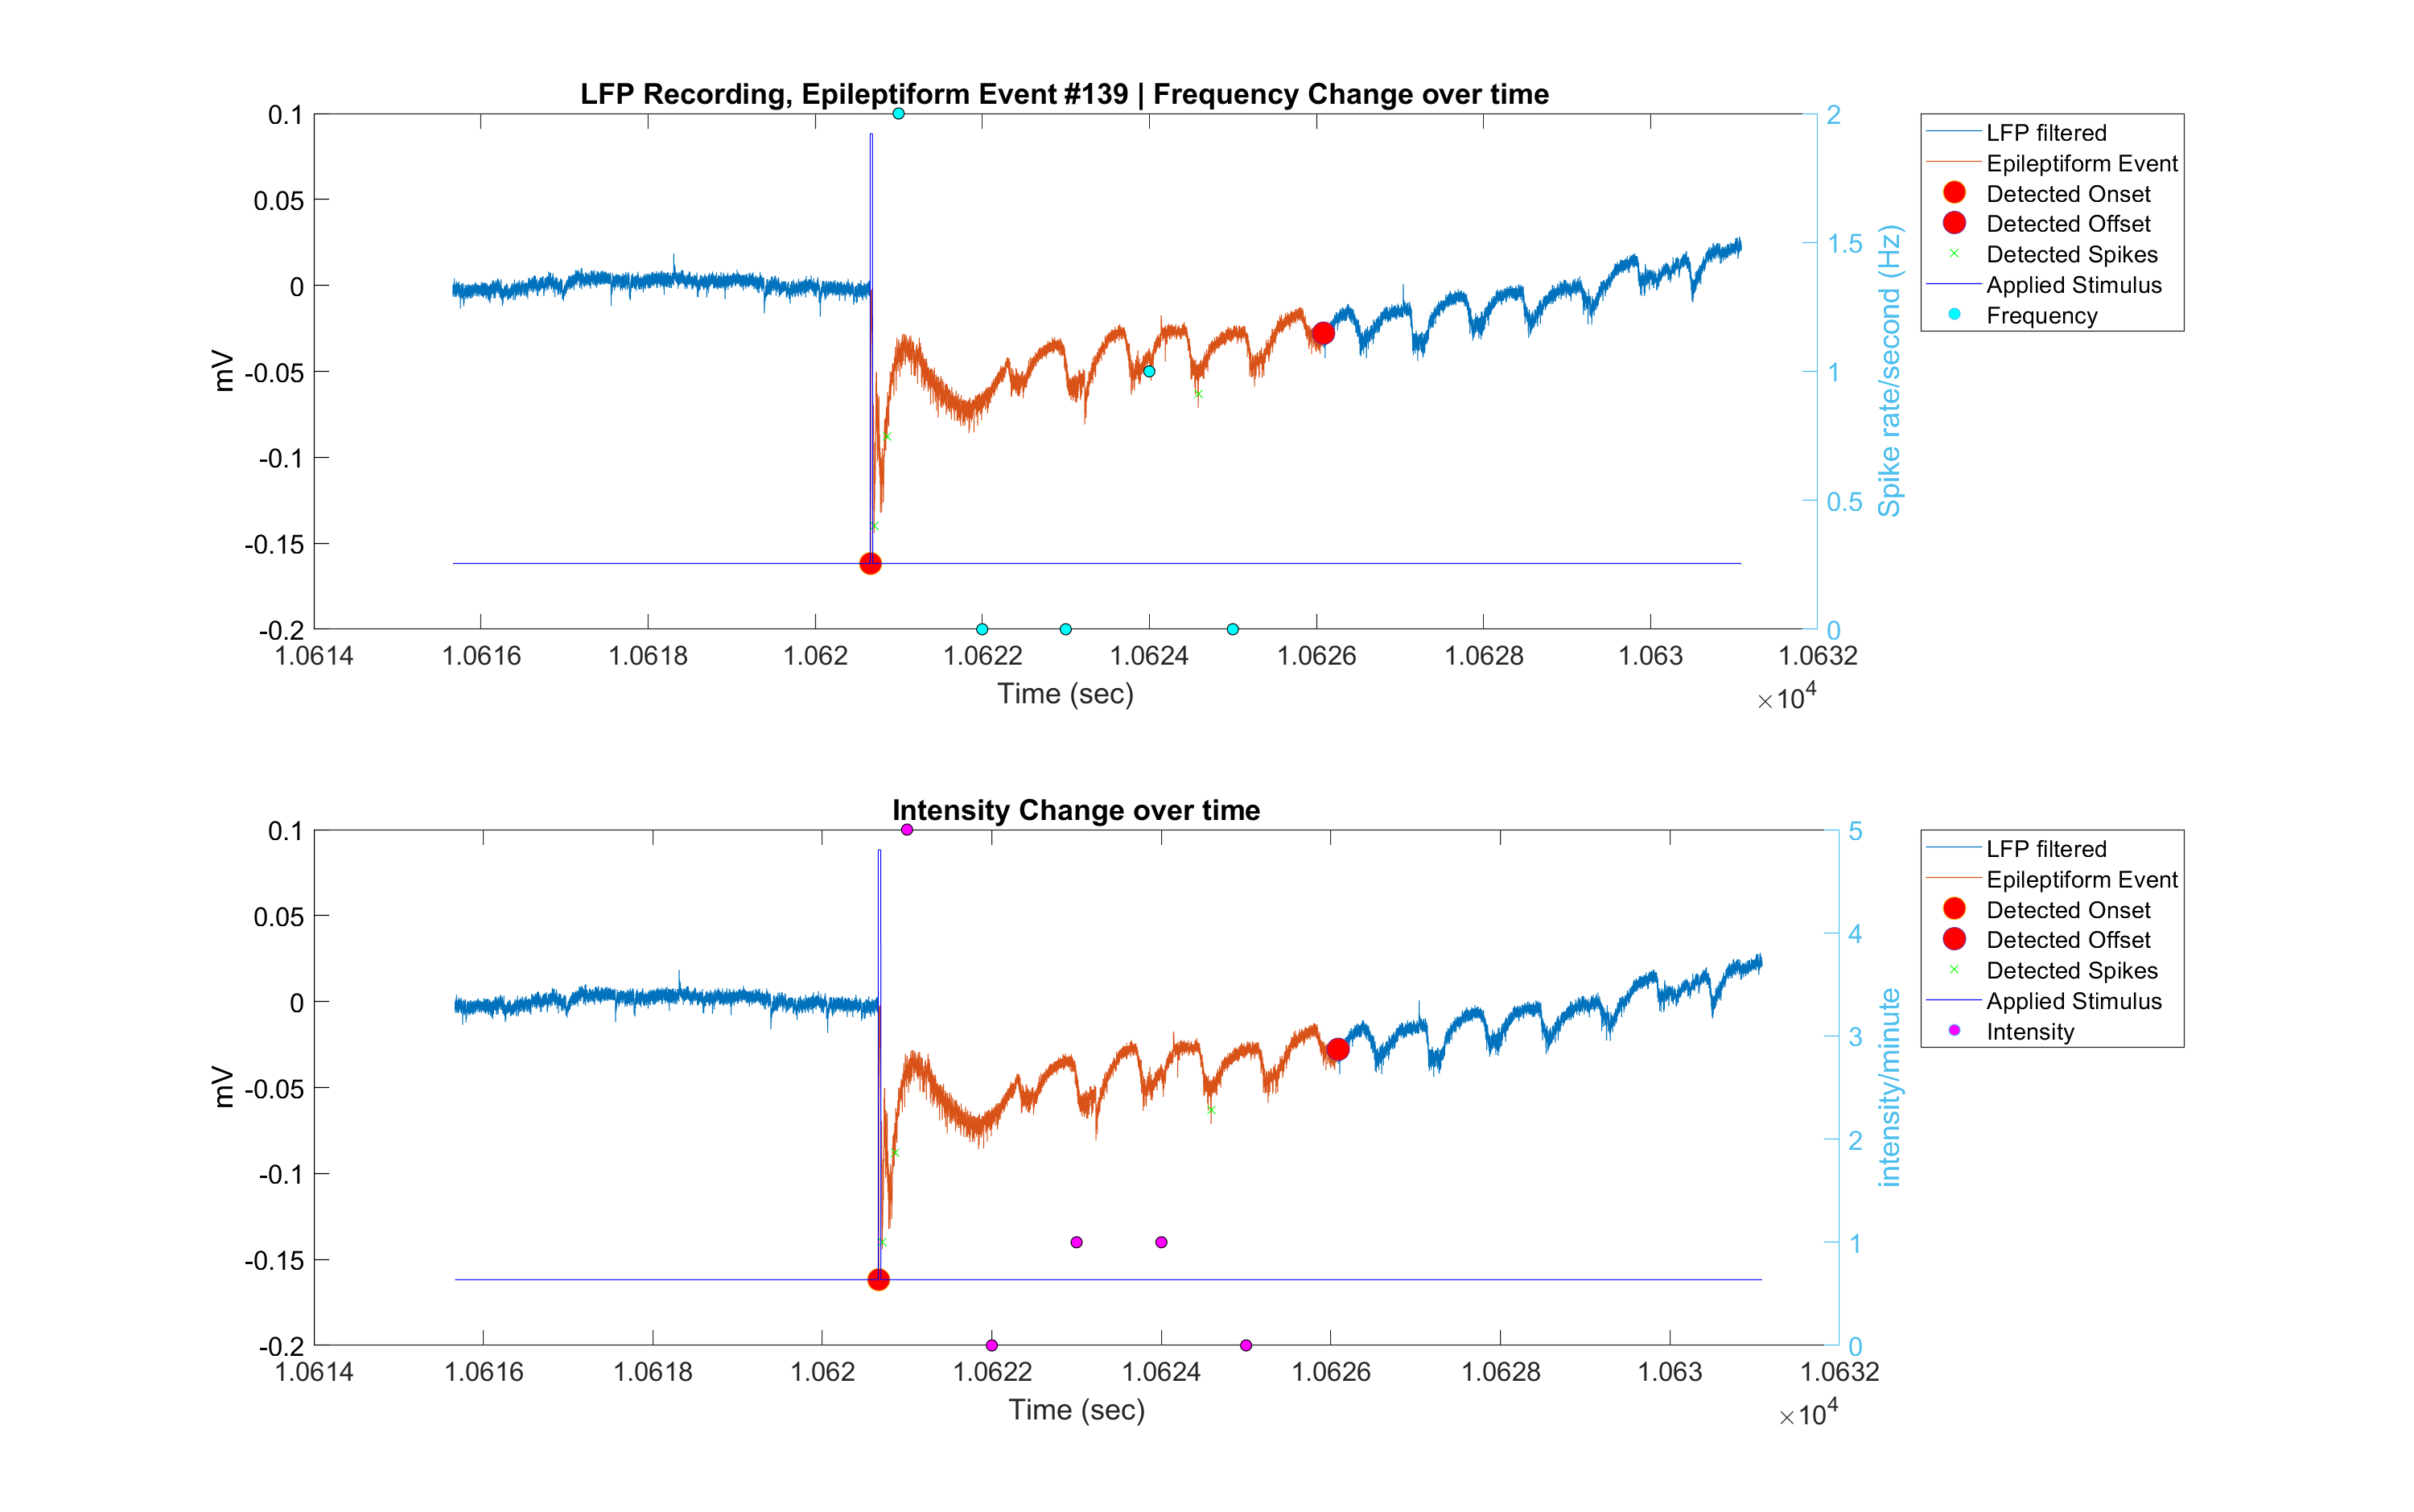 LFP Recording, Epileptiform Event #139 | Frequency Change over time
0.1
0.05
0
-0.05
-0.1
-0.15
-0.2
mV
1.0614 1.0616 1.0618 1.062 1.0622 1.0624 1.0626 1.0628 1.063 1.0632
Time (sec)
×10⁴
2
1.5
1
0.5
0
Spike rate/second (Hz)
LFP filtered
Epileptiform Event
Detected Onset
Detected Offset
Detected Spikes
Applied Stimulus
Frequency
Intensity Change over time
0.1
0.05
0
-0.05
-0.1
-0.15
-0.2
mV
1.0614 1.0616 1.0618 1.062 1.0622 1.0624 1.0626 1.0628 1.063 1.0632
Time (sec)
×10⁴
5
4
3
2
1
0
intensity/minute
LFP filtered
Epileptiform Event
Detected Onset
Detected Offset
Detected Spikes
Applied Stimulus
Intensity